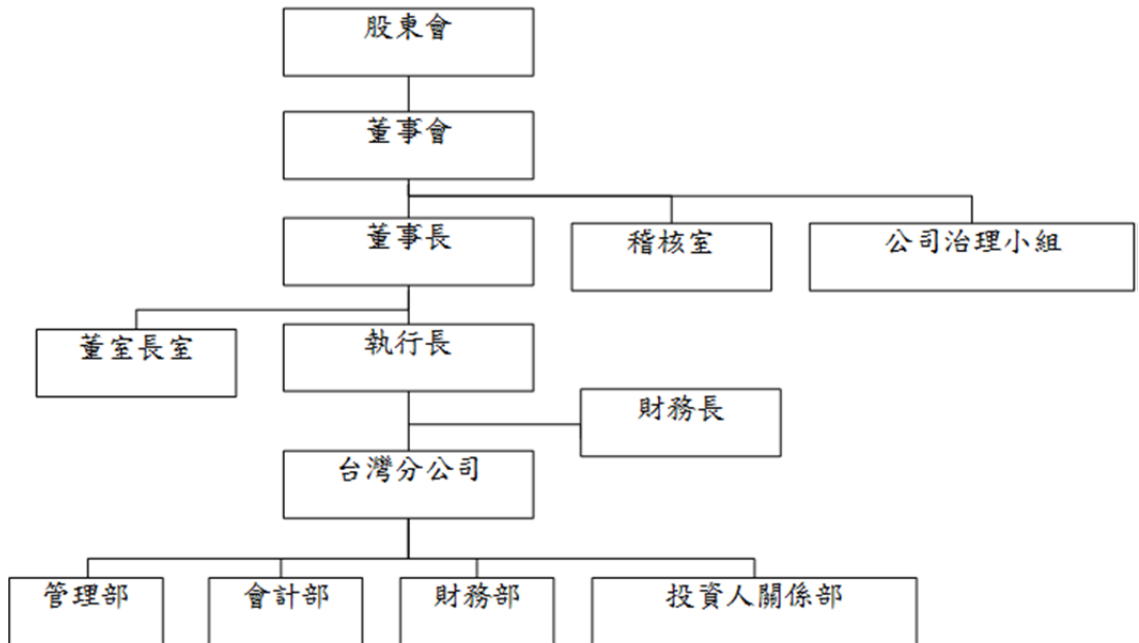 股東會
董事會
董事長
稽核室
公司治理小組
董室長室
執行長
財務長
台灣分公司
管理部
會計部
財務部
投資人關係部